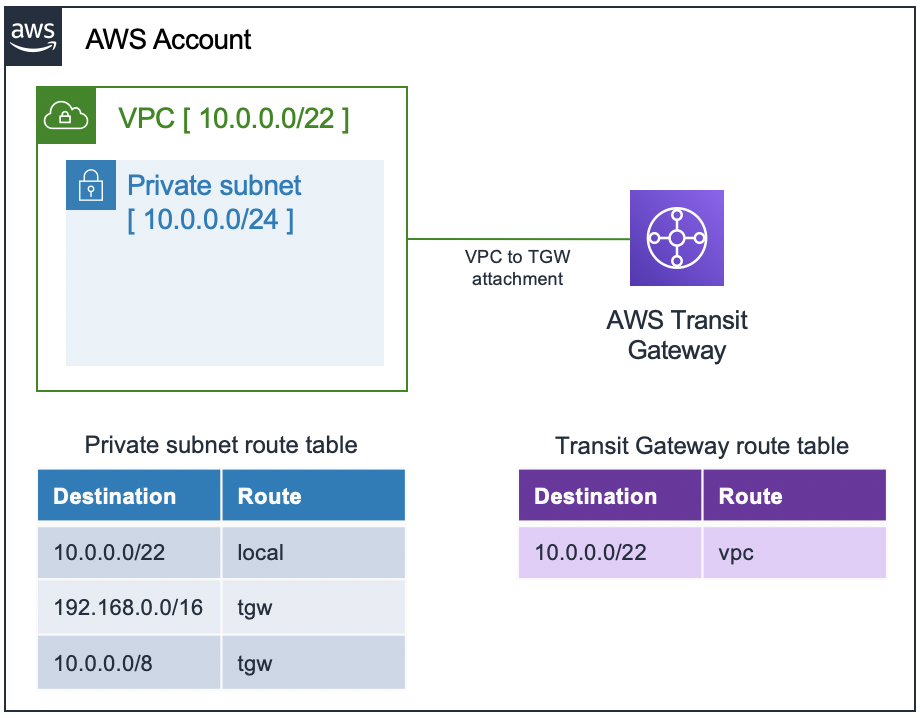 aws
AWS Account
VPC [ 10.0.0.0/22 ]
Private subnet
[ 10.0.0.0/24 ]
VPC to TGW
attachment
AWS Transit
Gateway
Private subnet route table
Destination Route
10.0.0.0/22 local
192.168.0.0/16 tgw
10.0.0.0/8 tgw
Transit Gateway route table
Destination Route
10.0.0.0/22 vpc